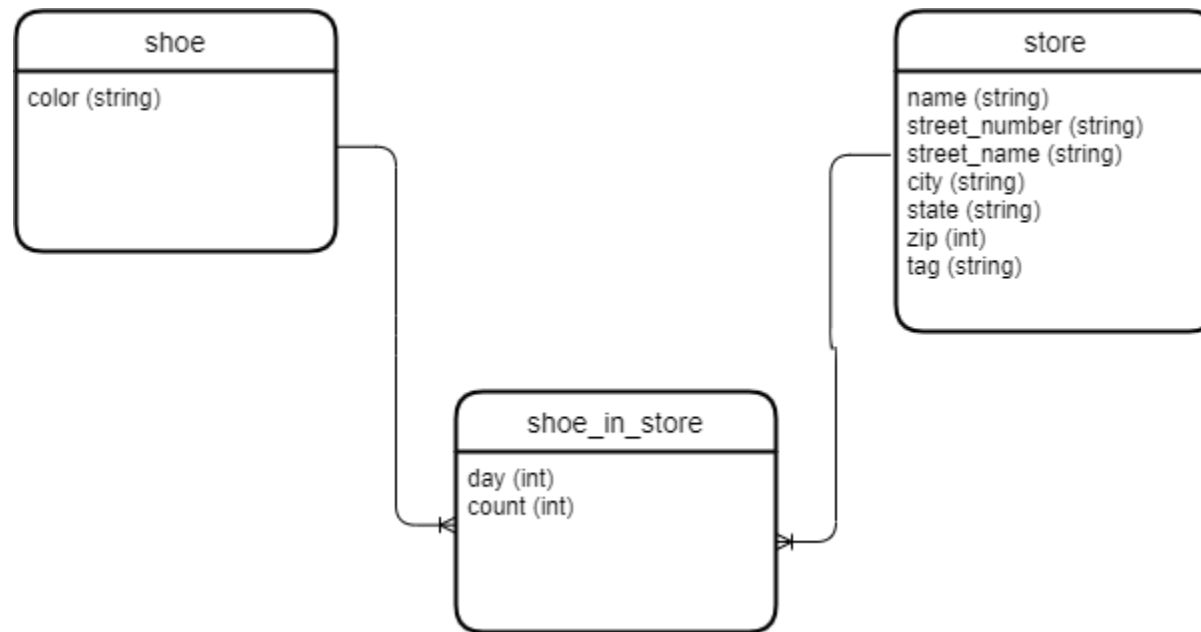 shoe
color (string)
store
name (string)
street_number (string)
street_name (string)
city (string)
state (string)
zip (int)
tag (string)
shoe_in_store
day (int)
count (int)